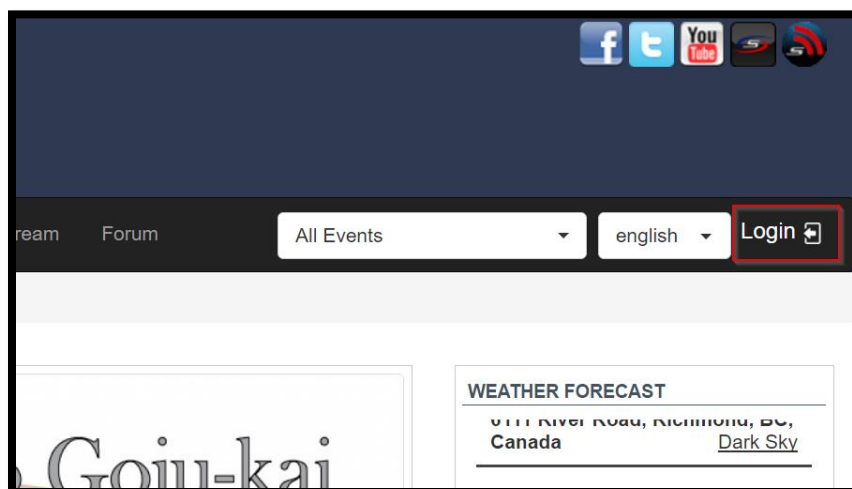 You
Tube
ream Forum All Events english Login
WEATHER FORECAST
6111 River Road, Richmond, BC,
Canada Dark Sky
Goju-kai